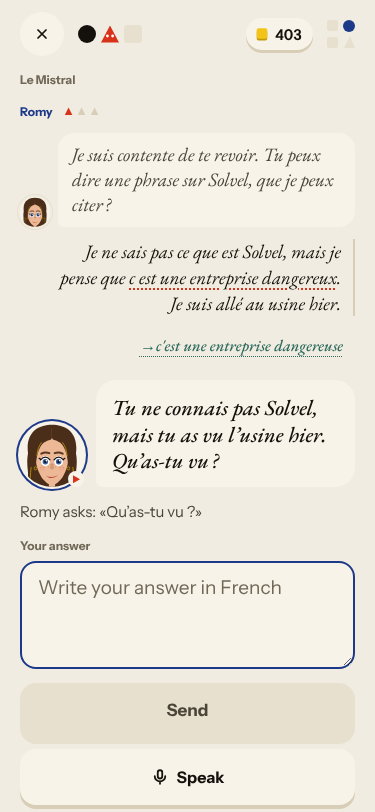 403
Le Mistral
Romy
Je suis contente de te revoir. Tu peux
dire une phrase sur Solvel, que je peux
citer ?
Je ne sais pas ce que est Solvel, mais je
pense que c est une entreprise dangereux.
Je suis allé au usine hier.
→c'est une entreprise dangereuse
Tu ne connais pas Solvel,
mais tu as vu l’usine hier.
Qu’as-tu vu ?
Romy asks: «Qu’as-tu vu ?»
Your answer
Write your answer in French
Send
Speak